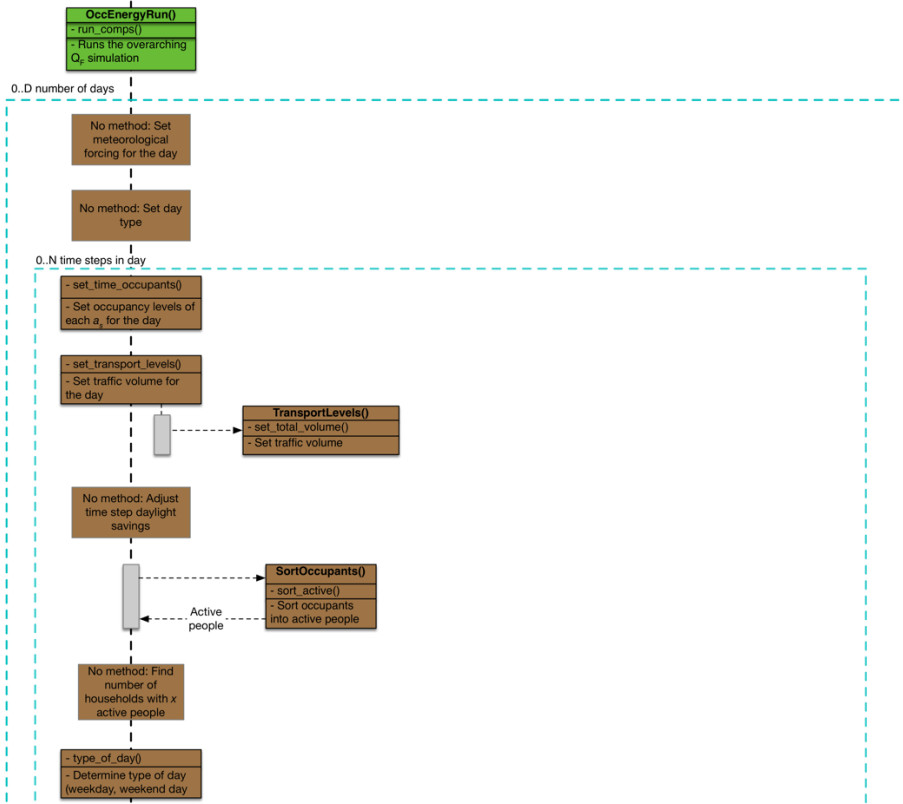 OccEnergyRun()
- run_comps()
- Runs the overarching
QF simulation
0..D number of days
No method: Set
meteorological
forcing for the day
No method: Set day
type
0..N time steps in day
- set_time_occupants()
- Set occupancy levels of
each as for the day
- set_transport_levels()
- Set traffic volume for
the day
TransportLevels()
- set_total_volume()
- Set traffic volume
No method: Adjust
time step daylight
savings
SortOccupants()
- sort_active()
- Sort occupants
into active people
Active
people
No method: Find
number of
households with x
active people
- type_of_day()
- Determine type of day
(weekday, weekend day